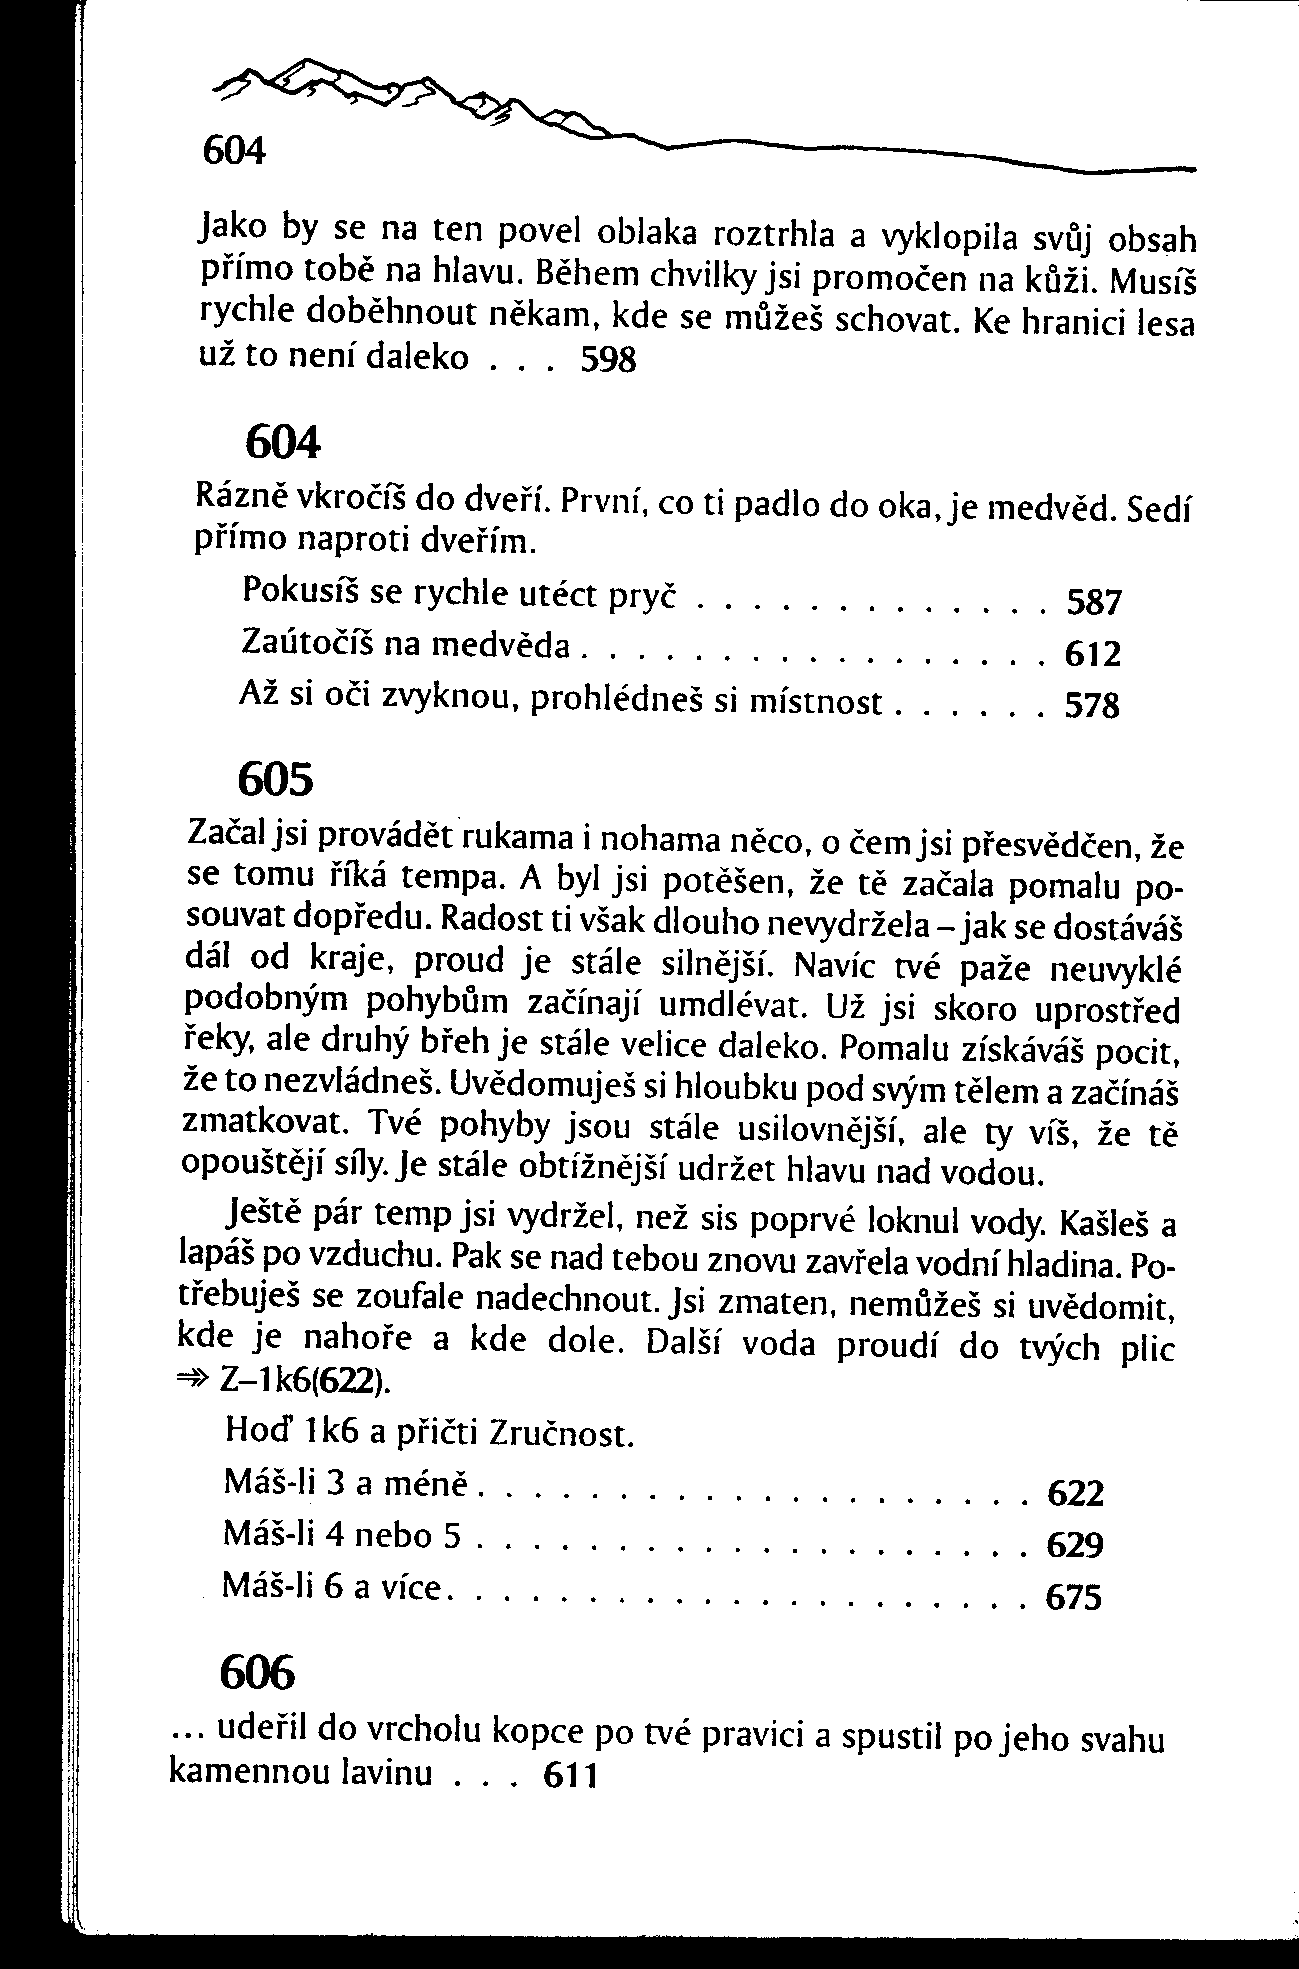 604
Jako by se na ten povel oblaka roztrhla a vyklopila svůj obsah
přímo tobě na hlavu. Během chvilky jsi promočen na kůži. Musíš
rychle doběhnout někam, kde se můžeš schovat. Ke hranici lesa
už to není daleko . . . 598
604
Rázně vkročíš do dveří. První, co ti padlo do oka, je medvěd. Sedí
přímo naproti dveřím.
Pokusíš se rychle utéct pryč . . . . . . . . . . . . . 587
Zaútočíš na medvěda . . . . . . . . . . . . . . . . . 612
Až si oči zvyknou, prohlédneš si místnost . . . . . . 578
605
Začal jsi provádět rukama i nohama něco, o čem jsi přesvědčen, že
se tomu říká tempa. A byl jsi potěšen, že tě začala pomalu po-
souvat dopředu. Radost ti však dlouho nevydržela – jak se dostáváš
dál od kraje, proud je stále silnější. Navíc tvé paže neuvyklé
podobným pohybům začínají umdlévat. Už jsi skoro uprostřed
řeky, ale druhý břeh je stále velice daleko. Pomalu získáváš pocit,
že to nezvládneš. Uvědomuješ si hloubku pod svým tělem a začínáš
zmatkovat. Tvé pohyby jsou stále usilovnější, ale ty víš, že tě
opouštějí síly. Je stále obtížnější udržet hlavu nad vodou.
Ještě pár temp jsi vydržel, než sis poprvé loknul vody. Kašleš a
lapáš po vzduchu. Pak se nad tebou znovu zavřela vodní hladina. Po-
třebuješ se zoufale nadechnout. Jsi zmaten, nemůžeš si uvědomit,
kde je nahoře a kde dole. Další voda proudí do tvých plic
⇒ Z–1k6(622).
Hoď 1k6 a přičti Zručnost.
Máš-li 3 a méně . . . . . . . . . . . . . . . . . . . . 622
Máš-li 4 nebo 5 . . . . . . . . . . . . . . . . . . . . 629
Máš-li 6 a více . . . . . . . . . . . . . . . . . . . . . 675
606
... udeřil do vrcholu kopce po tvé pravici a spustil po jeho svahu
kamennou lavinu . . . 611